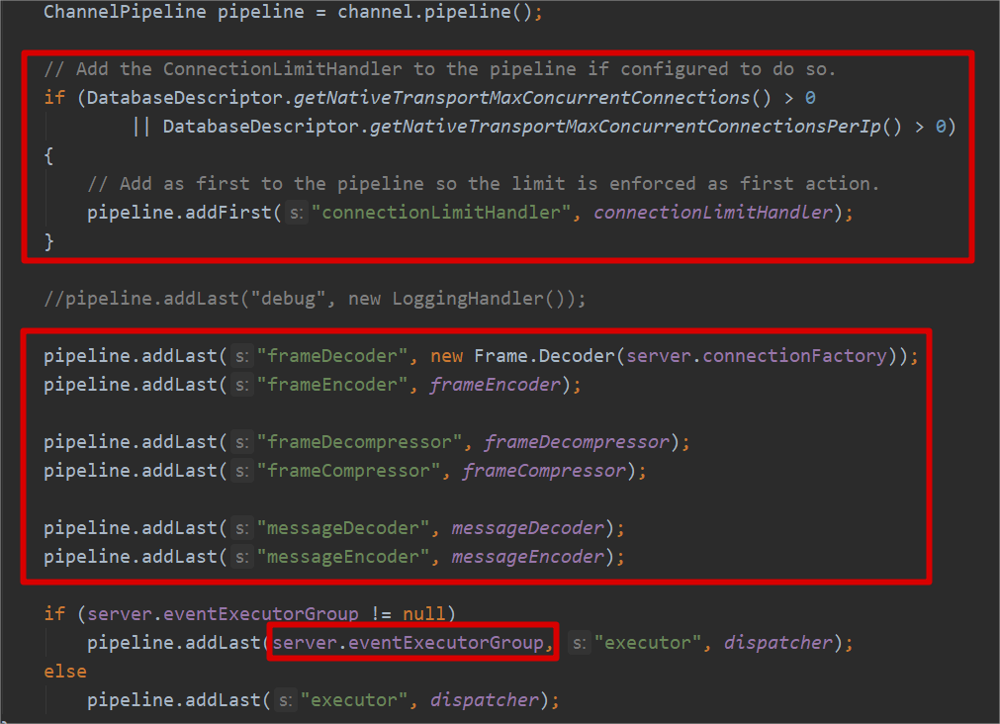 ChannelPipeline pipeline = channel.pipeline();
// Add the ConnectionLimitHandler to the pipeline if configured to do so.
if (DatabaseDescriptor.getNativeTransportMaxConcurrentConnections() > 0
|| DatabaseDescriptor.getNativeTransportMaxConcurrentConnectionsPerIp() > 0)
{
// Add as first to the pipeline so the limit is enforced as first action.
pipeline.addFirst( s: "connectionLimitHandler", connectionLimitHandler);
}
//pipeline.addLast("debug", new LoggingHandler());
pipeline.addLast( s: "frameDecoder", new Frame.Decoder(server.connectionFactory));
pipeline.addLast( s: "frameEncoder", frameEncoder);
pipeline.addLast( s: "frameDecompressor", frameDecompressor);
pipeline.addLast( s: "frameCompressor", frameCompressor);
pipeline.addLast( s: "messageDecoder", messageDecoder);
pipeline.addLast( s: "messageEncoder", messageEncoder);
if (server.eventExecutorGroup != null)
pipeline.addLast(server.eventExecutorGroup, s: "executor", dispatcher);
else
pipeline.addLast( s: "executor", dispatcher);